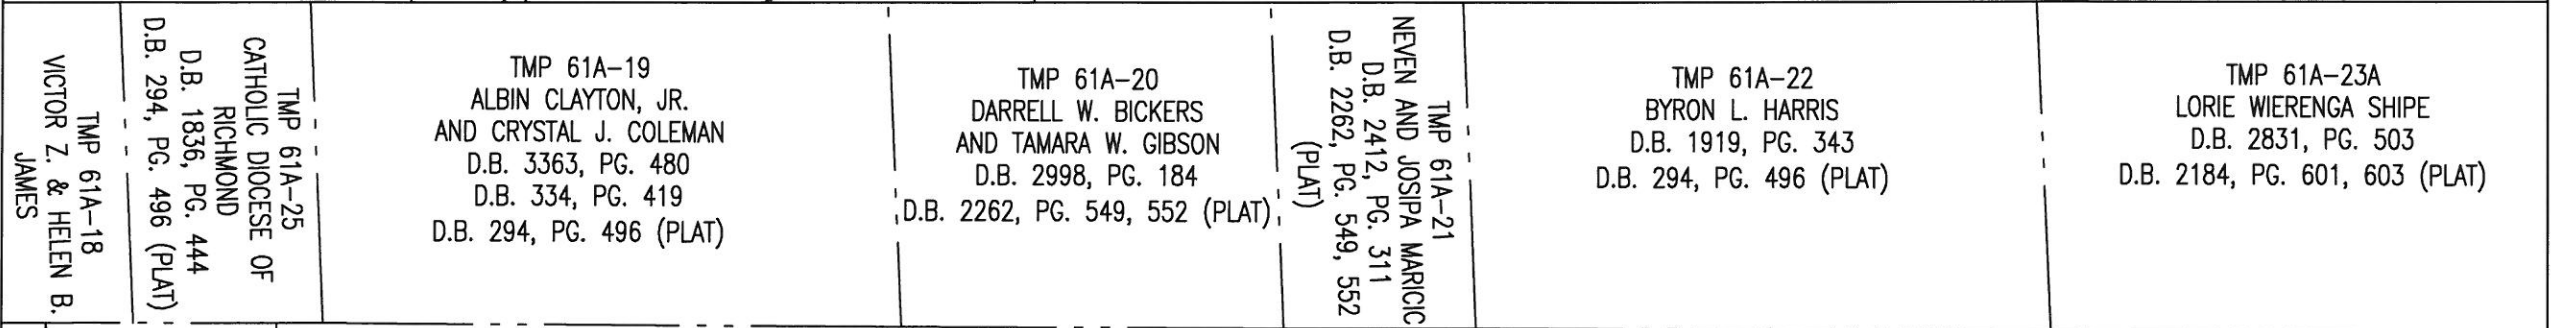 TMP 61A-18
VICTOR Z. & HELEN B.
JAMES
TMP 61A-25
CATHOLIC DIOCESE OF
RICHMOND
D.B. 1836, PG. 444
D.B. 294, PG. 496 (PLAT)
TMP 61A-19
ALBIN CLAYTON, JR.
AND CRYSTAL J. COLEMAN
D.B. 3363, PG. 480
D.B. 334, PG. 419
D.B. 294, PG. 496 (PLAT)
TMP 61A-20
DARRELL W. BICKERS
AND TAMARA W. GIBSON
D.B. 2998, PG. 184
D.B. 2262, PG. 549, 552 (PLAT)
TMP 61A-21
NEVEN AND JOSIPA MARICIC
D.B. 2412, PG. 311
D.B. 2262, PG. 549, 552
(PLAT)
TMP 61A-22
BYRON L. HARRIS
D.B. 1919, PG. 343
D.B. 294, PG. 496 (PLAT)
TMP 61A-23A
LORIE WIERENGA SHIPE
D.B. 2831, PG. 503
D.B. 2184, PG. 601, 603 (PLAT)